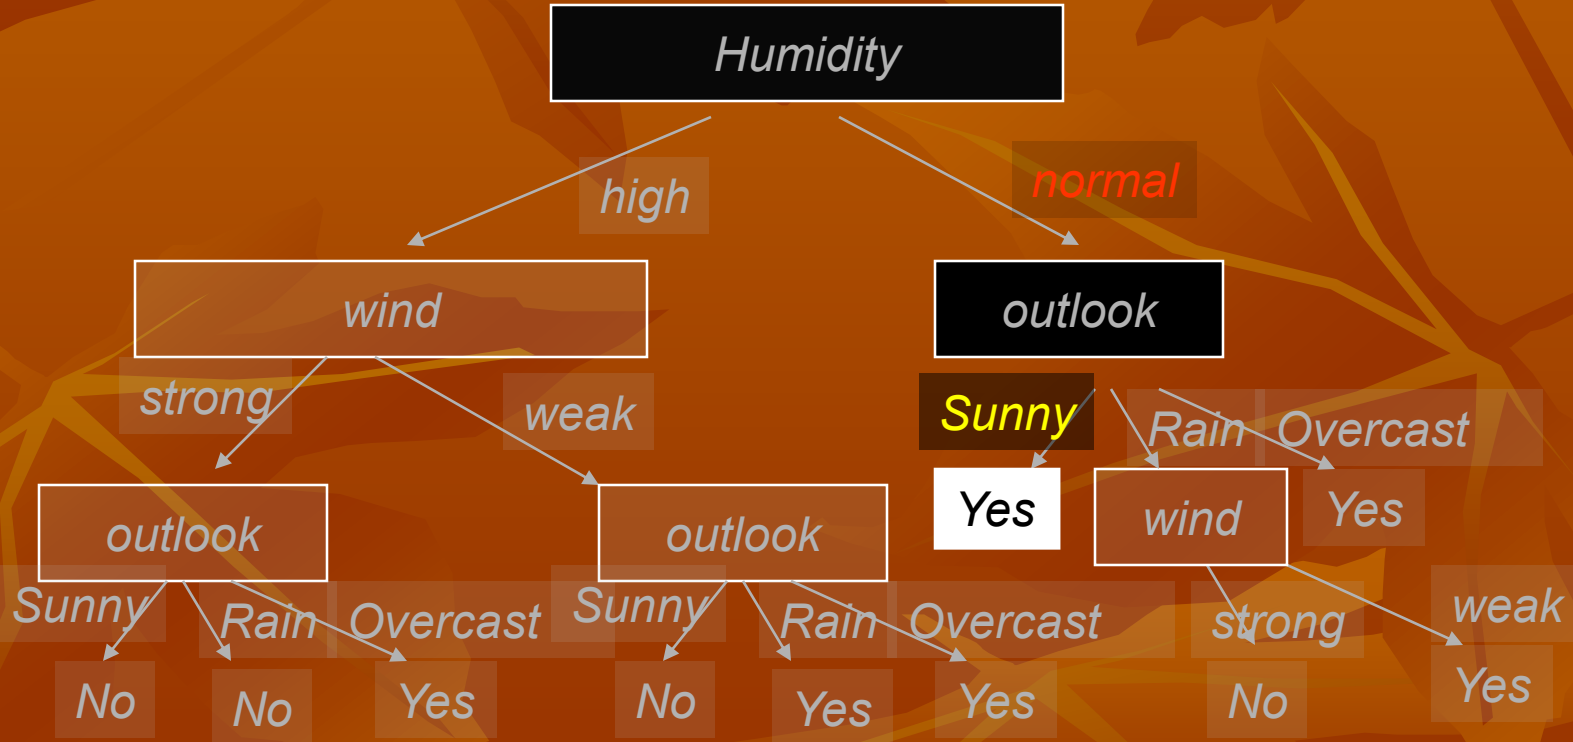 Humidity
high
normal
wind
outlook
strong
weak
Sunny
Rain
Overcast
Yes
wind
Yes
outlook
outlook
Sunny
Rain
Overcast
Sunny
Rain
Overcast
strong
weak
No
No
Yes
No
Yes
Yes
No
Yes